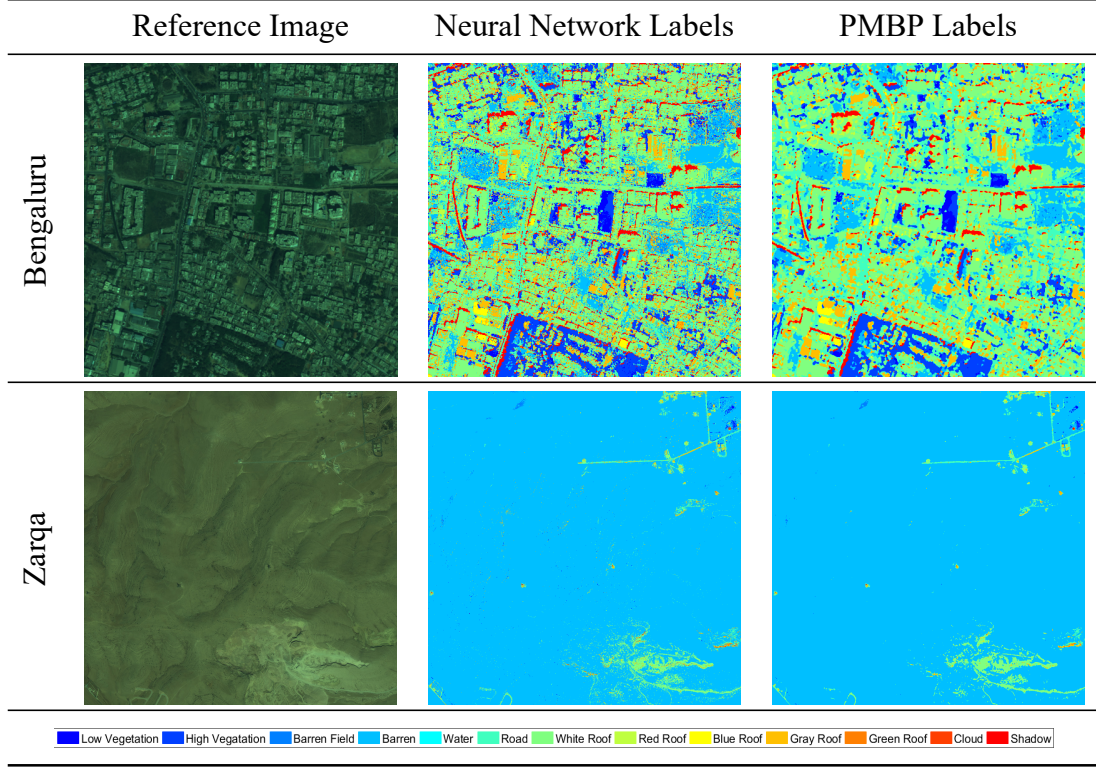 Reference Image Neural Network Labels PMBP Labels
Bengaluru
Zarqa
Low Vegetation High Vegatation Barren Field Barren Water Road White Roof Red Roof Blue Roof Gray Roof Green Roof Cloud Shadow